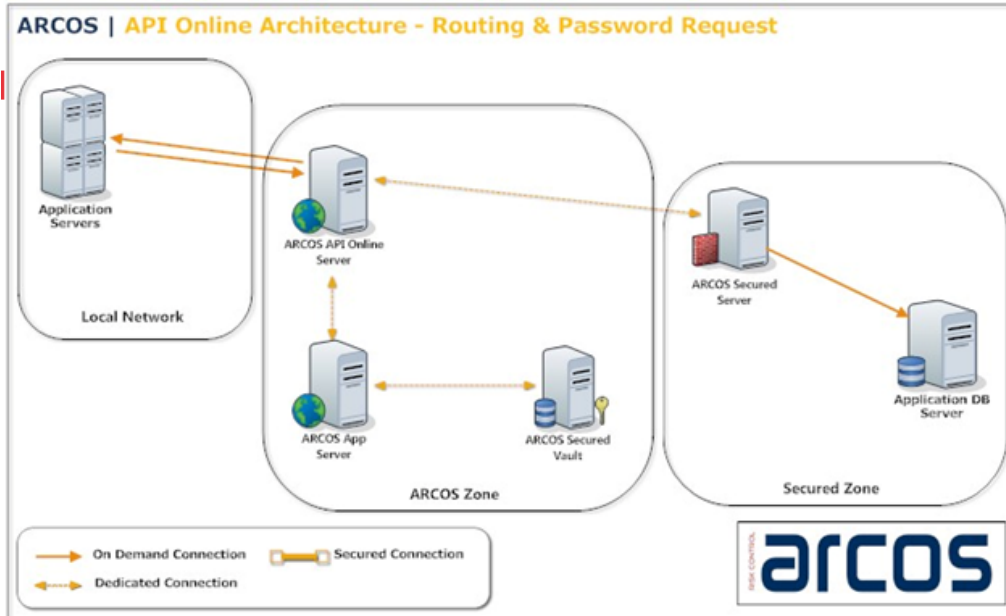 ARCOS | API Online Architecture - Routing & Password Request
Application
Servers
Local Network
ARCOS API Online
Server
ARCOS App
Server
ARCOS Secured
Vault
ARCOS Zone
ARCOS Secured
Server
Application DB
Server
Secured Zone
On Demand Connection
Secured Connection
Dedicated Connection
RISK CONTROL
arcos